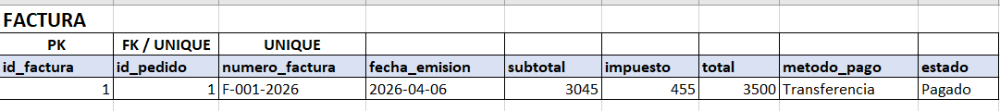 FACTURA
PK FK / UNIQUE UNIQUE
id_factura id_pedido numero_factura fecha_emision subtotal impuesto total metodo_pago estado
1 1 F-001-2026 2026-04-06 3045 455 3500 Transferencia Pagado